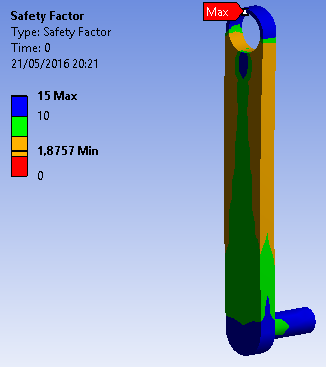 Safety Factor
Type: Safety Factor
Time: 0
21/05/2016 20:21
Max
15 Max
10
1,8757 Min
0